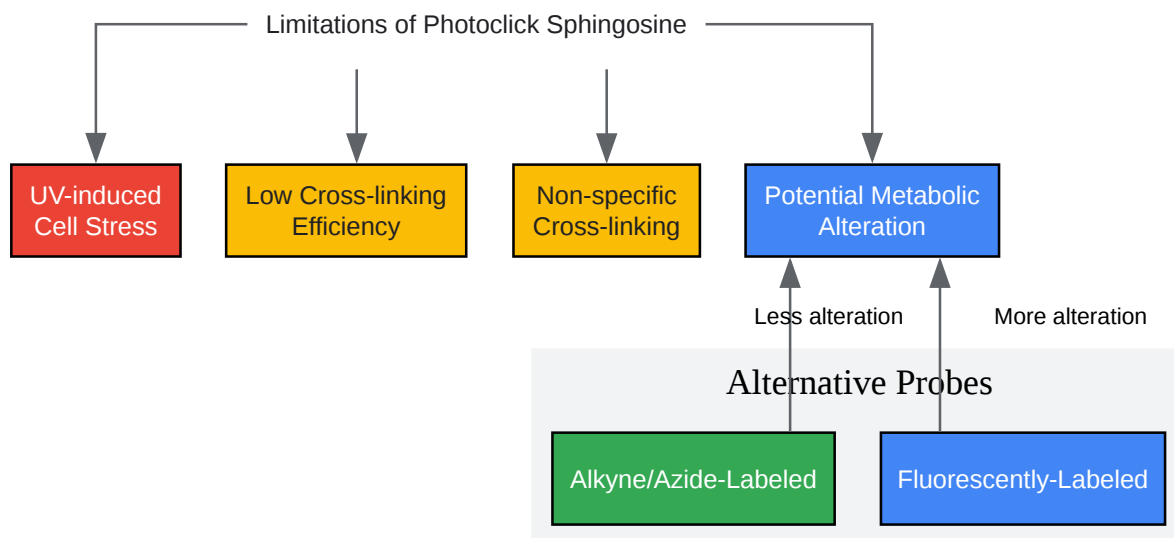 Limitations of Photoclick Sphingosine
UV-induced
Cell Stress
Low Cross-linking
Efficiency
Non-specific
Cross-linking
Potential Metabolic
Alteration
Less alteration
More alteration
Alternative Probes
Alkyne/Azide-Labeled
Fluorescently-Labeled